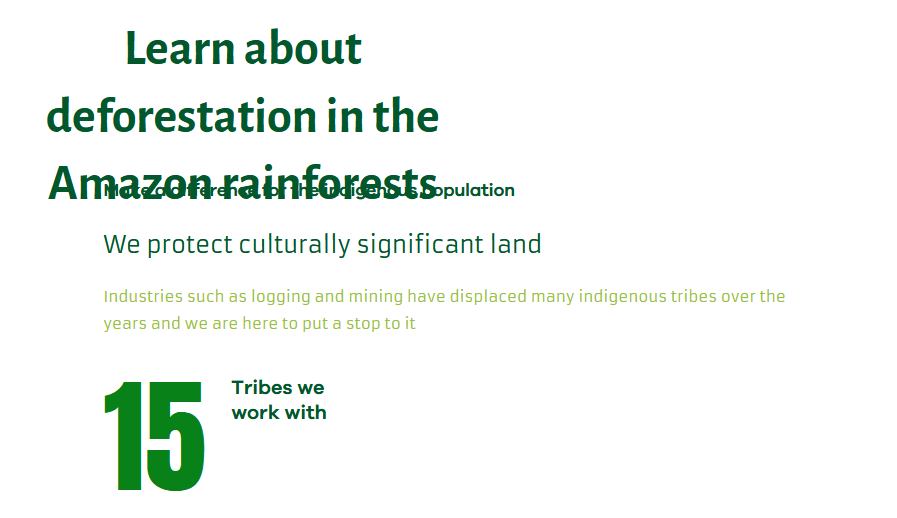 Learn about
deforestation in the
Amazon rainforests
Make a difference for the indigenous population
We protect culturally significant land
Industries such as logging and mining have displaced many indigenous tribes over the
years and we are here to put a stop to it
15
Tribes we
work with